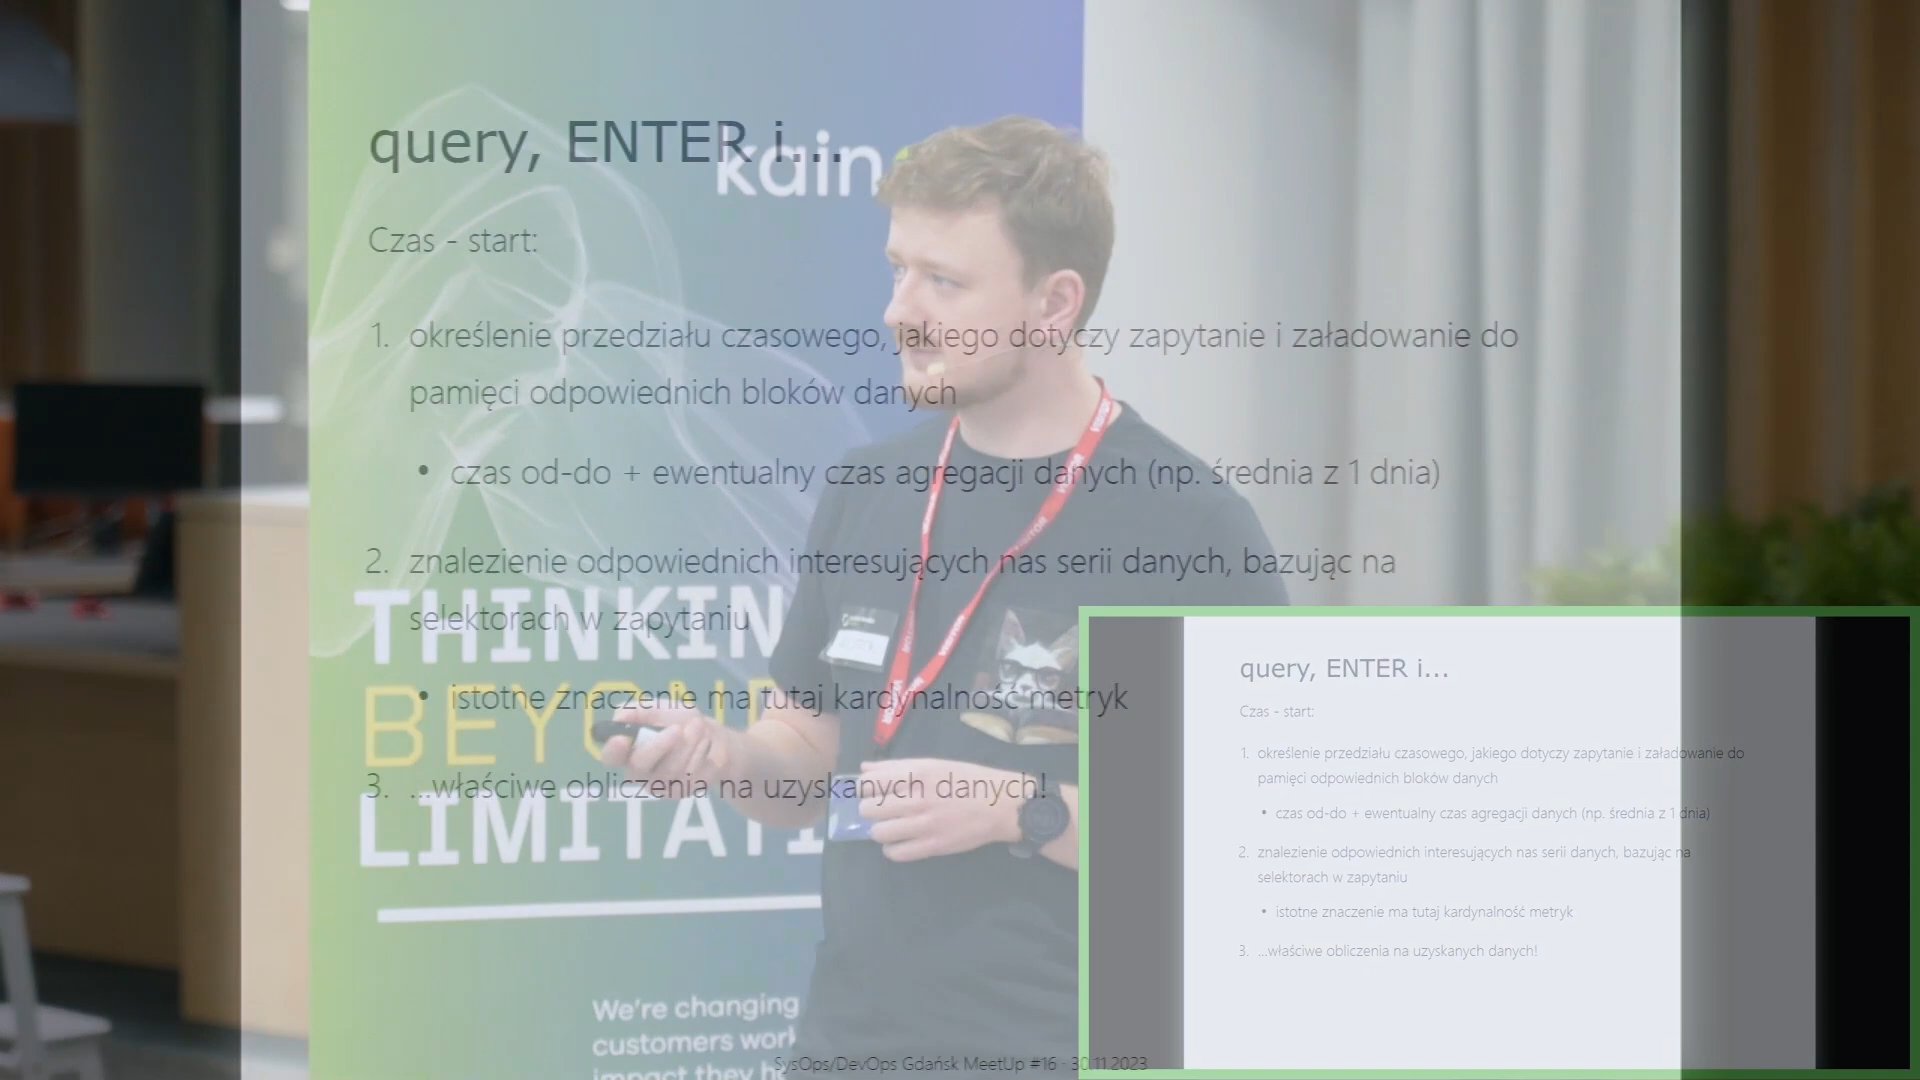 query, ENTER i...
Czas - start:
1. określenie przedziału czasowego, jakiego dotyczy zapytanie i załadowanie do
pamięci odpowiednich bloków danych
• czas od-do + ewentualny czas agregacji danych (np. średnia z 1 dnia)
2. znalezienie odpowiednich interesujących nas serii danych, bazując na
selektorach w zapytaniu
• istotne znaczenie ma tutaj kardynalność metryk
3. ...właściwe obliczenia na uzyskanych danych!
SysOps/DevOps Gdańsk MeetUp #16 - 30.11.2023
kain
THINKIN
BEYOND
LIMITATI
We're changing
customers work
impact they
VISITOR
query, ENTER i...
Czas - start:
1. określenie przedziału czasowego, jakiego dotyczy zapytanie i załadowanie do
pamięci odpowiednich bloków danych
• czas od-do + ewentualny czas agregacji danych (np. średnia z 1 dnia)
2. znalezienie odpowiednich interesujących nas serii danych, bazując na
selektorach w zapytaniu
• istotne znaczenie ma tutaj kardynalność metryk
3. ...właściwe obliczenia na uzyskanych danych!